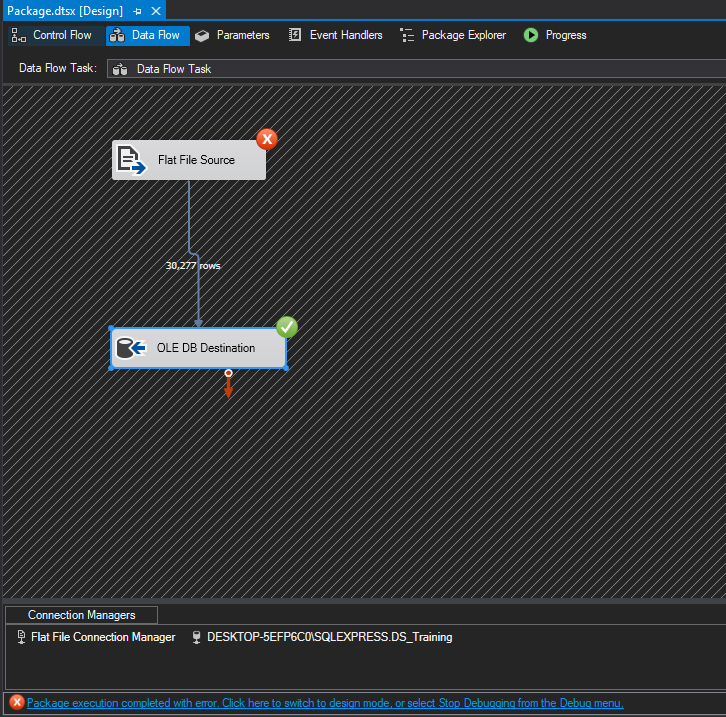 Package.dtsx [Design]
Control Flow Data Flow Parameters Event Handlers Package Explorer Progress
Data Flow Task: Data Flow Task
Flat File Source
30,277 rows
OLE DB Destination
Connection Managers
Flat File Connection Manager DESKTOP-5EFP6C0\SQLEXPRESS.DS_Training
Package execution completed with error. Click here to switch to design mode, or select Stop Debugging from the Debug menu.